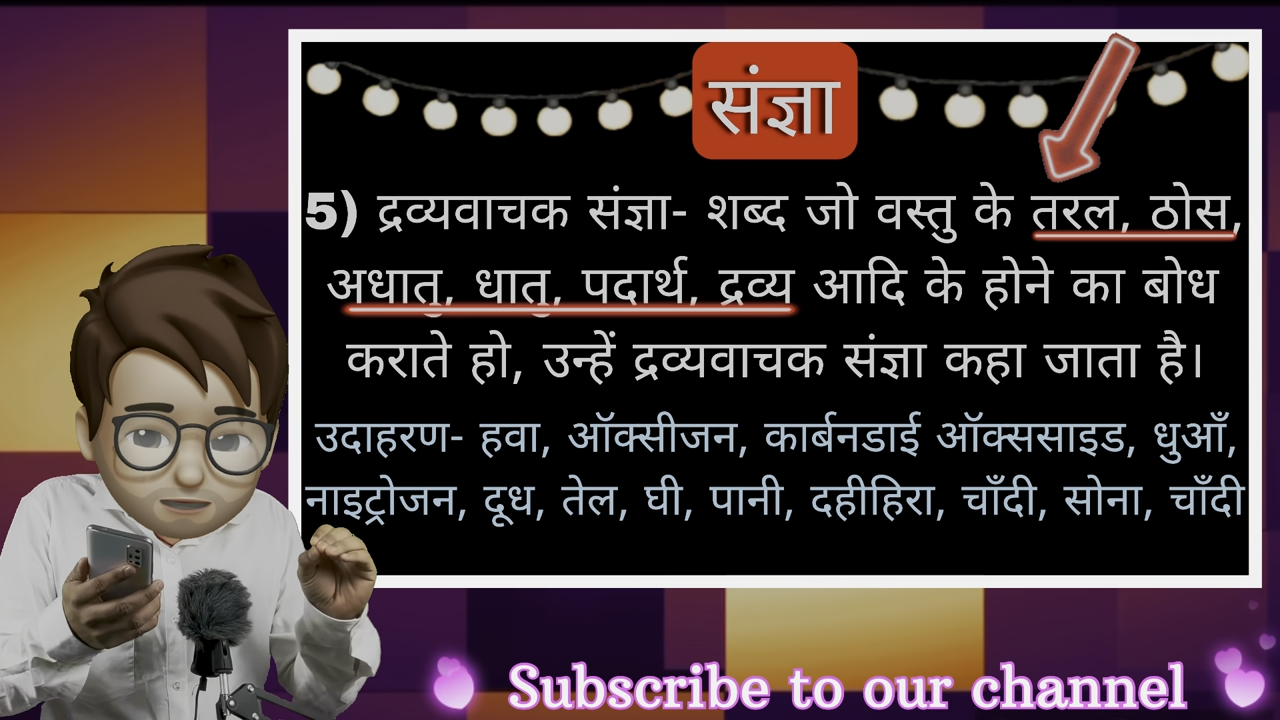 संज्ञा
5) द्रव्यवाचक संज्ञा- शब्द जो वस्तु के तरल, ठोस,
अधातु, धातु, पदार्थ, द्रव्य आदि के होने का बोध
कराते हो, उन्हें द्रव्यवाचक संज्ञा कहा जाता है।
उदाहरण- हवा, ऑक्सीजन, कार्बनडाई ऑक्ससाइड, धुआँ,
नाइट्रोजन, दूध, तेल, घी, पानी, दहीहिरा, चाँदी, सोना, चाँदी
Subscribe to our channel